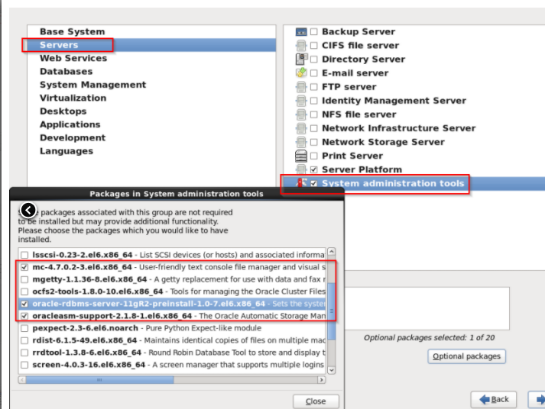 Base System
Servers
Web Services
Databases
System Management
Virtualization
Desktops
Applications
Development
Languages
Backup Server
CIFS file server
Directory Server
E-mail server
FTP server
Identity Management Server
NFS file server
Network Infrastructure Server
Network Storage Server
Print Server
Server Platform
System administration tools
Packages in System administration tools
packages associated with this group are not required
to be installed but may provide additional functionality.
Please choose the packages which you would like to have
installed.
lsscsi-0.23-2.el6.x86_64 - List SCSI devices (or hosts) and associated informa
mc-4.7.0.2-3.el6.x86_64 - User-friendly text console file manager and visual s
mgetty-1.1.36-8.el6.x86_64 - A getty replacement for use with data and fax r
ocfs2-tools-1.8.0-10.el6.x86_64 - Tools for managing the Oracle Cluster Files
oracle-rdbms-server-11gR2-preinstall-1.0-7.el6.x86_64 - Sets the system
oracleasm-support-2.1.8-1.el6.x86_64 - The Oracle Automatic Storage Man
pexpect-2.3-6.el6.noarch - Pure Python Expect-like module
rdist-6.1.5-49.el6.x86_64 - Maintains identical copies of files on multiple mac
rrdtool-1.3.8-6.el6.x86_64 - Round Robin Database Tool to store and display t
screen-4.0.3-16.el6.x86_64 - A screen manager that supports multiple logins
Close
Optional packages selected: 1 of 20
Optional packages
Back